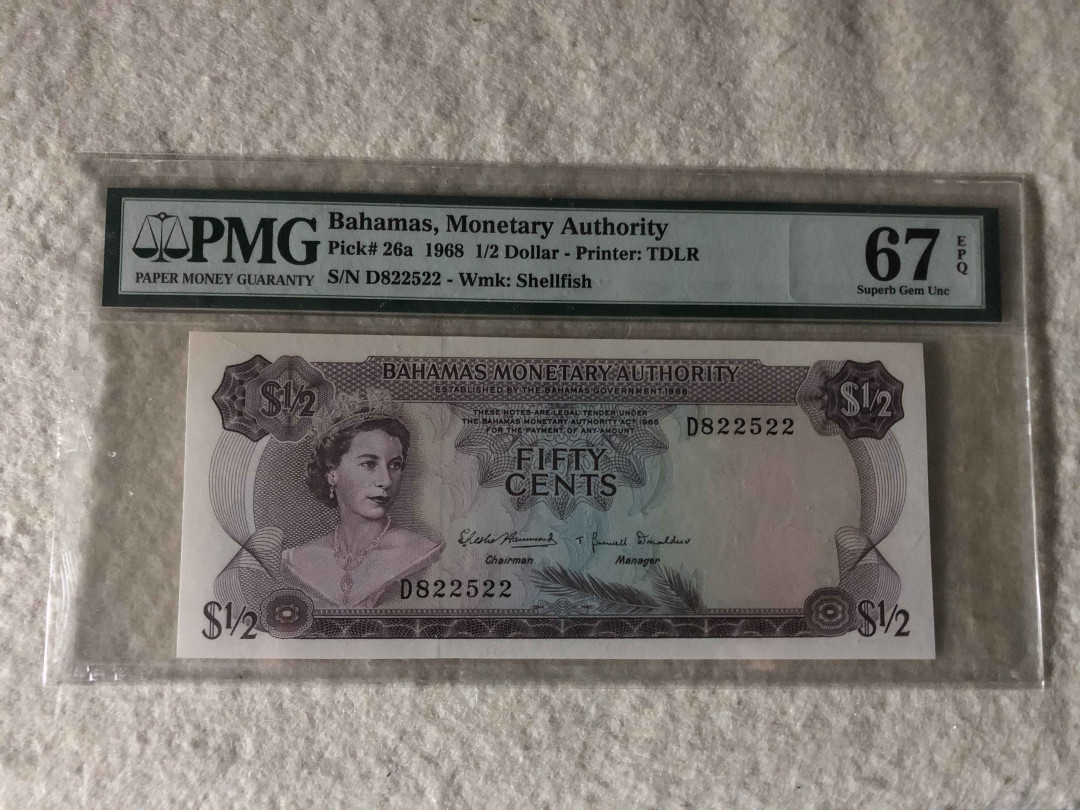 PMG
PAPER MONEY GUARANTY
Bahamas, Monetary Authority
Pick# 26a 1968 1/2 Dollar - Printer: TDLR
S/N D822522 - Wmk: Shellfish
67
EPQ
Superb Gem Unc
$1/2
BAHAMAS MONETARY AUTHORITY
$1/2
ESTABLISHED BY THE BAHAMAS GOVERNMENT 1968
THESE NOTES ARE LEGAL TENDER UNDER
THE BAHAMAS MONETARY AUTHORITY ACT 1968
FOR THE PAYMENT OF ANY AMOUNT
D822522
FIFTY
CENTS
Chairman
Manager
D822522
$1/2
$1/2